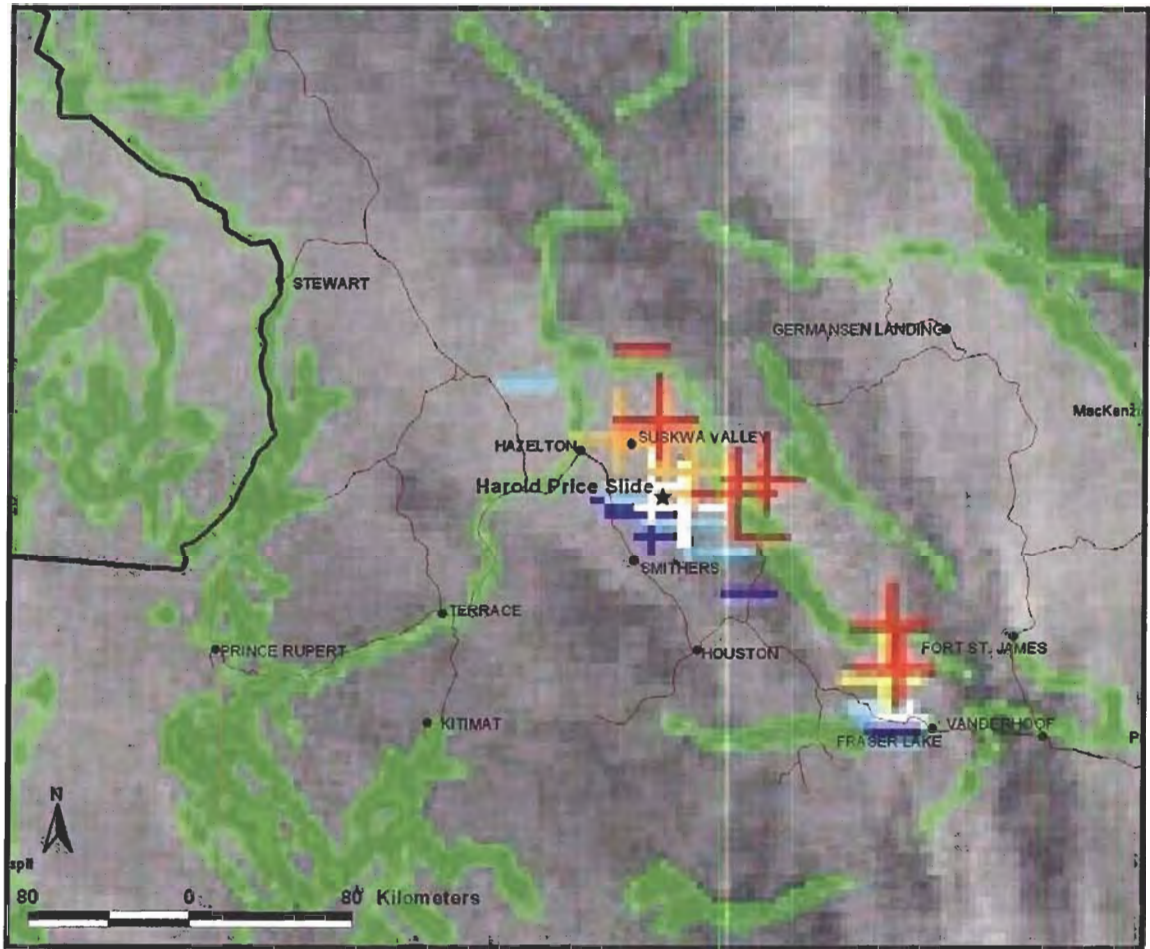 STEWART
GERMANSEN LANDING
MacKenzi
SUSKWA VALLEY
HAZELTON
Harold Price Slide
SMITHERS
TERRACE
PRINCE RUPERT
HOUSTON
FORT ST. JAMES
KITIMAT
VANDERHOOF
FRASER LAKE
P
N
spit
80 0 80 Kilometers